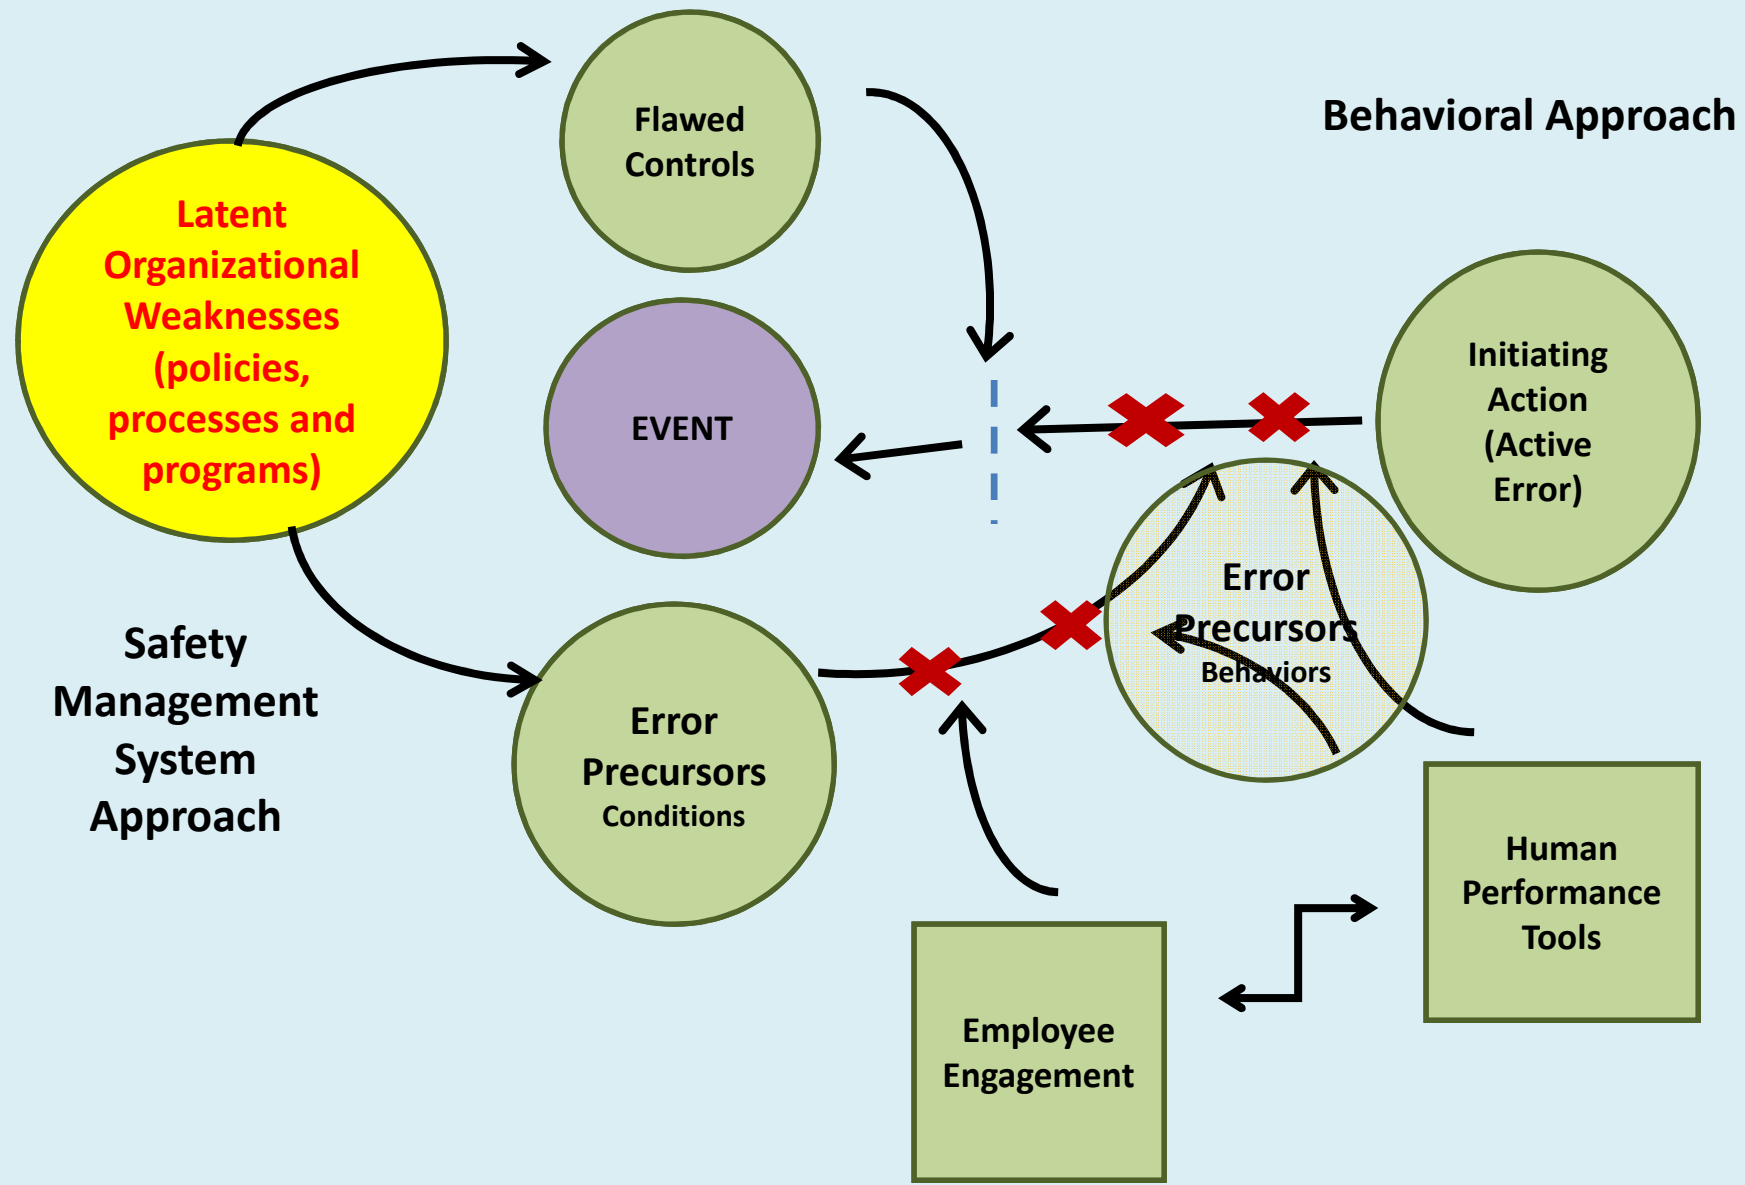 Flawed
Controls
Behavioral Approach
Latent
Organizational
Weaknesses
(policies,
processes and
programs)
EVENT
Initiating
Action
(Active
Error)
Safety
Management
System
Approach
Error
Precursors
Conditions
Error
Precursors
Behaviors
Human
Performance
Tools
Employee
Engagement